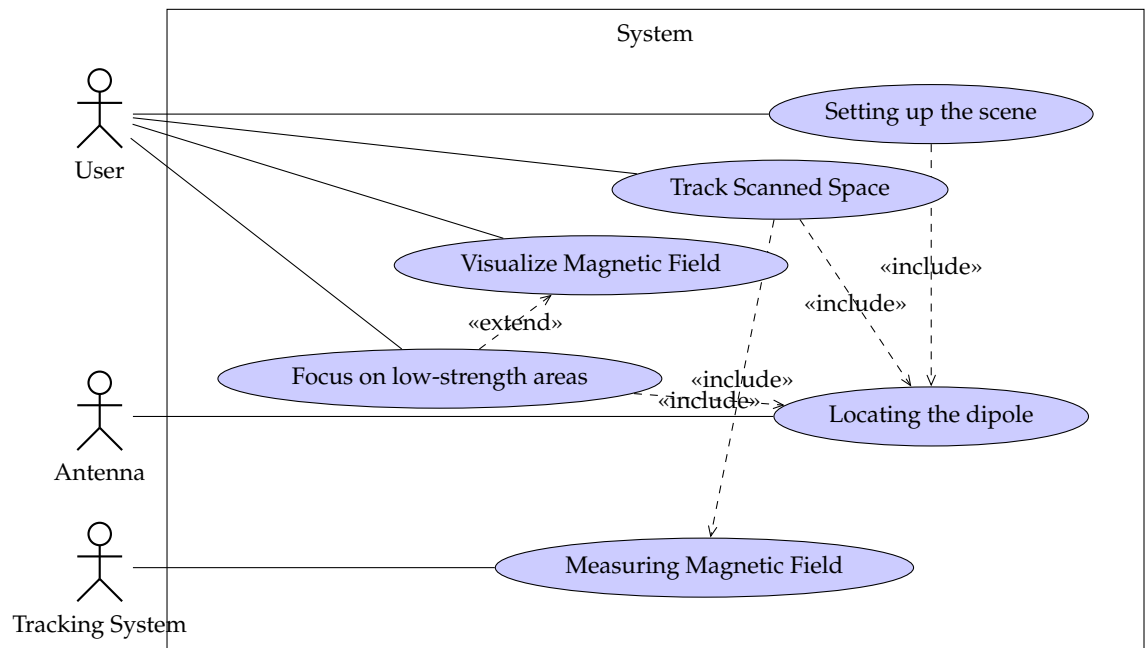 System
Setting up the scene
User
Track Scanned Space
Visualize Magnetic Field
«include»
«include»
«extend»
Focus on low-strength areas
«include»
«include»
Locating the dipole
Antenna
Measuring Magnetic Field
Tracking System